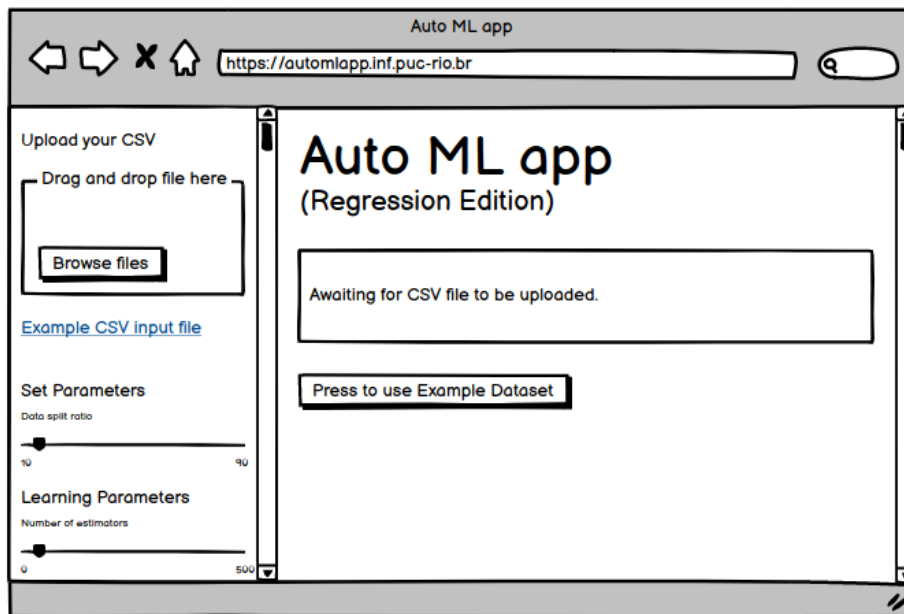 Auto ML app
https://automlapp.inf.puc-rio.br
Upload your CSV
Drag and drop file here
Browse files
Example CSV input file
Set Parameters
Data split ratio
10 90
Learning Parameters
Number of estimators
0 500
Auto ML app
(Regression Edition)
Awaiting for CSV file to be uploaded.
Press to use Example Dataset